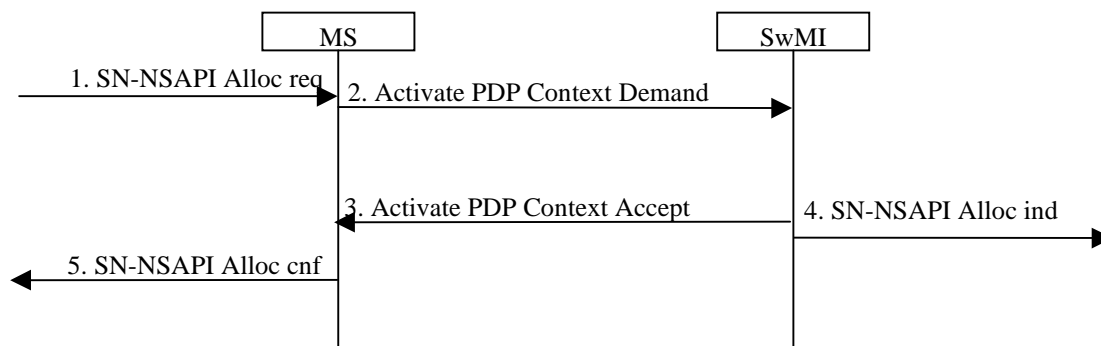 MS
SwMI
1. SN-NSAPI Alloc req
2. Activate PDP Context Demand
3. Activate PDP Context Accept
4. SN-NSAPI Alloc ind
5. SN-NSAPI Alloc cnf